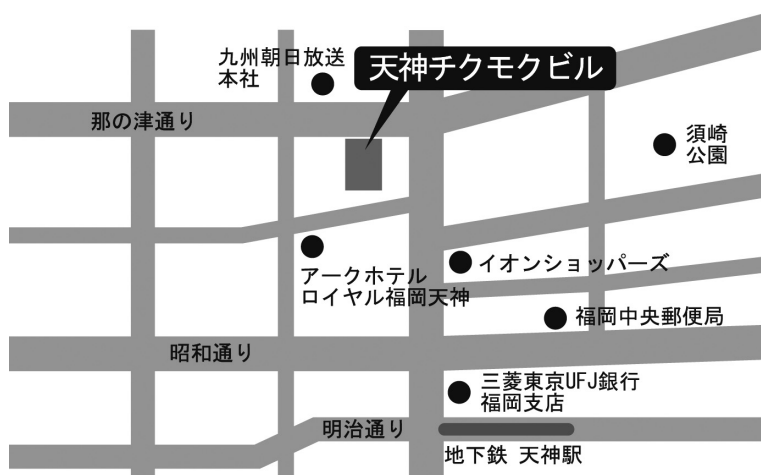 九州朝日放送
本社
天神チクモクビル
那の津通り
須崎
公園
アークホテル
ロイヤル福岡天神
イオンショッパーズ
福岡中央郵便局
昭和通り
三菱東京UFJ銀行
福岡支店
明治通り
地下鉄 天神駅